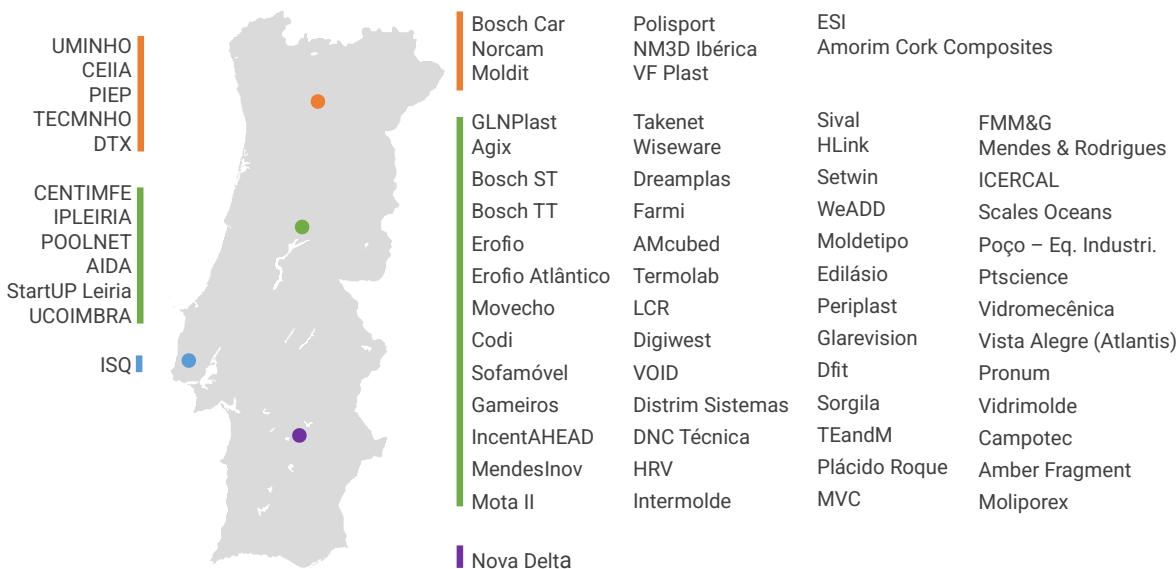 UMINHO
CEIIA
PIEP
TECMNHO
DTX
CENTIMFE
IPLEIRIA
POOLNET
AIDA
StartUP Leiria
UCOIMBRA
ISQ
Bosch Car Polisport ESI
Norcam NM3D Ibérica Amorim Cork Composites
Moldit VF Plast
GLNPlast Takenet Sival FMM&G
Agix Wiseware HLink Mendes & Rodrigues
Bosch ST Dreamplas Setwin ICERCAL
Bosch TT Farmi WeADD Scales Oceans
Erofio AMcubed Moldetipo Poço – Eq. Industri.
Erofio Atlântico Termolab Edilásio Ptscience
Movecho LCR Periplast Vidromecênica
Codi Digiwest Glarevision Vista Alegre (Atlantis)
Sofamóvel VOID Dfit Pronum
Gameiros Distrim Sistemas Sorgila Vidrimolde
IncentAHEAD DNC Técnica TEandM Campotec
MendesInov HRV Plácido Roque Amber Fragment
Mota II Intermolde MVC Moliporex
Nova Delta